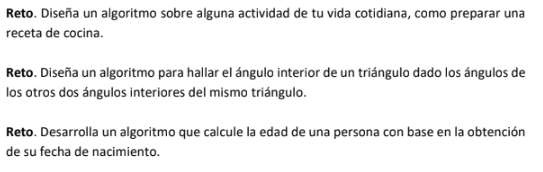 Reto. Diseña un algoritmo sobre alguna actividad de tu vida cotidiana, como preparar una
receta de cocina.
Reto. Diseña un algoritmo para hallar el ángulo interior de un triángulo dado los ángulos de
los otros dos ángulos interiores del mismo triángulo.
Reto. Desarrolla un algoritmo que calcule la edad de una persona con base en la obtención
de su fecha de nacimiento.